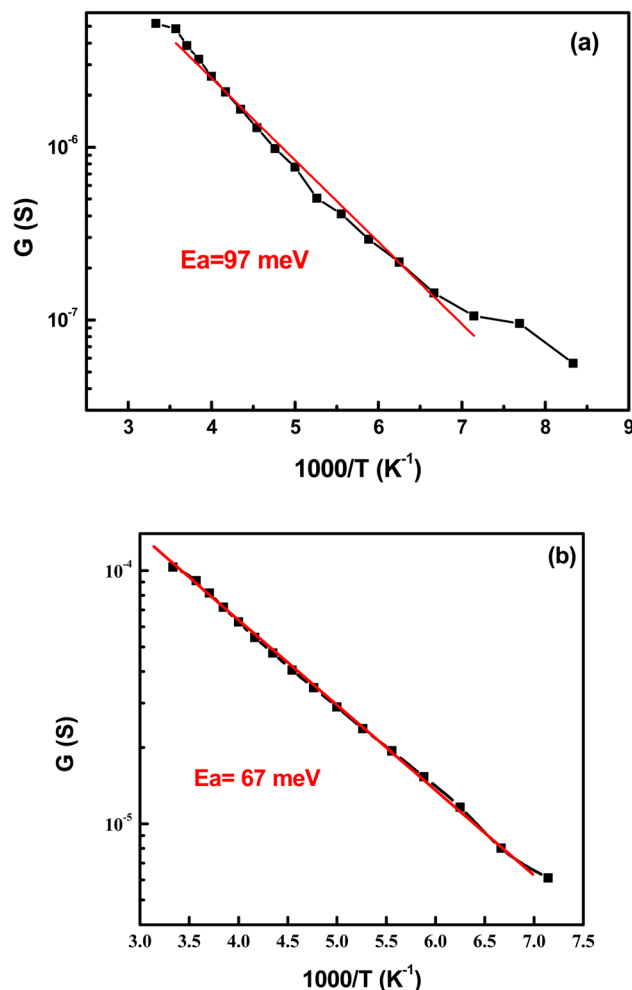 (a)
10⁻⁶
10⁻⁷
G (S)
Ea=97 meV
3 4 5 6 7 8 9
1000/T (K⁻¹)
(b)
10⁻⁴
10⁻⁵
G (S)
Ea= 67 meV
3.0 3.5 4.0 4.5 5.0 5.5 6.0 6.5 7.0 7.5
1000/T (K⁻¹)